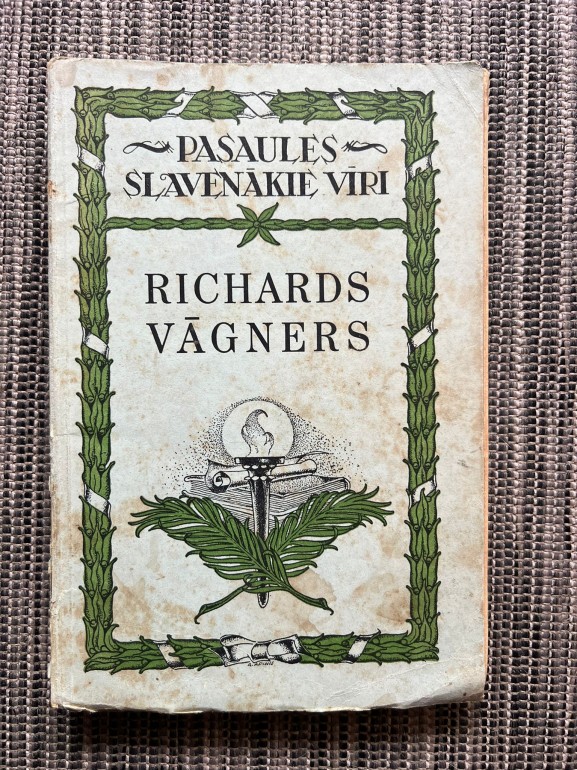 PASAULES
SLAVENĀKIE VĪRI
RICHARDS
VĀGNERS